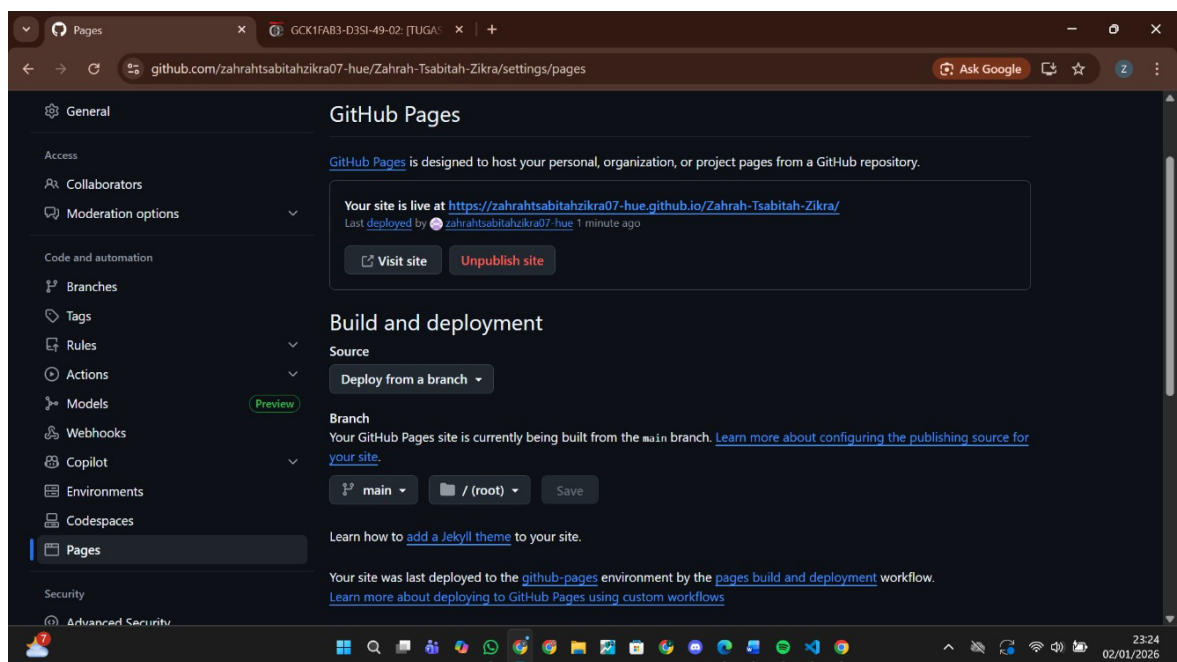 Pages
GCK1FAB3-D3SI-49-02: [TUGAS
github.com/zahrahtsabitahzikra07-hue/Zahrah-Tsabitah-Zikra/settings/pages
Ask Google
Z
General
Access
Collaborators
Moderation options
Code and automation
Branches
Tags
Rules
Actions
Models
Preview
Webhooks
Copilot
Environments
Codespaces
Pages
Security
Advanced Security
GitHub Pages
GitHub Pages is designed to host your personal, organization, or project pages from a GitHub repository.
Your site is live at https://zahrahtsabitahzikra07-hue.github.io/Zahrah-Tsabitah-Zikra/
Last deployed by zahrahtsabitahzikra07-hue 1 minute ago
Visit site Unpublish site
Build and deployment
Source
Deploy from a branch
Branch
Your GitHub Pages site is currently being built from the main branch. Learn more about configuring the publishing source for
your site.
main / (root) Save
Learn how to add a Jekyll theme to your site.
Your site was last deployed to the github-pages environment by the pages build and deployment workflow.
Learn more about deploying to GitHub Pages using custom workflows
7
23:24
02/01/2026